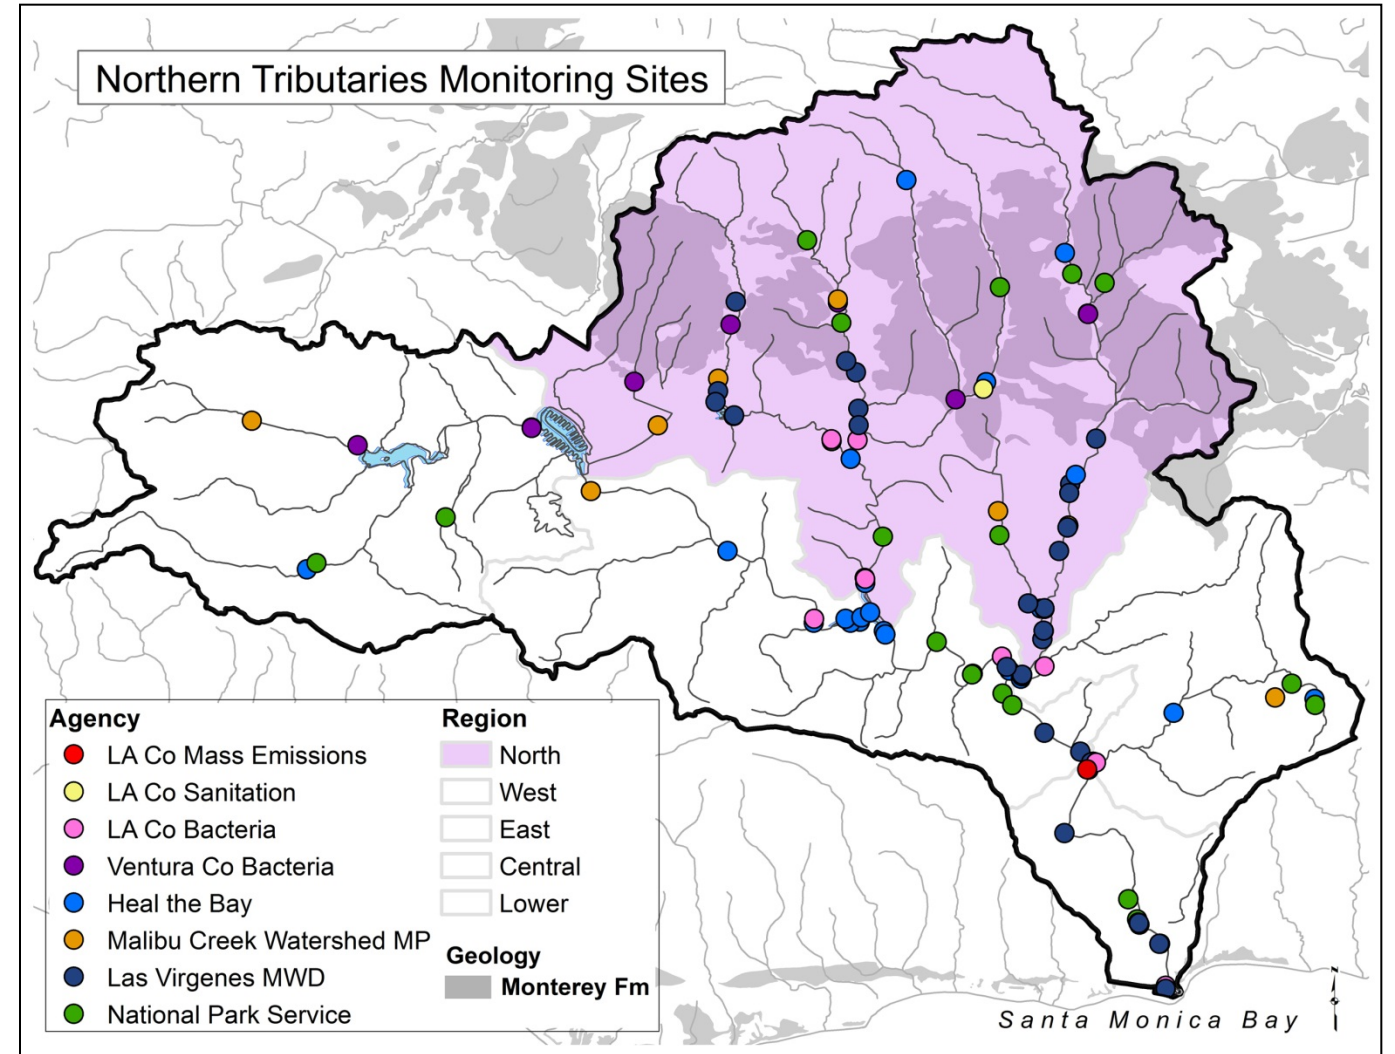 Northern Tributaries Monitoring Sites
Agency
LA Co Mass Emissions
LA Co Sanitation
LA Co Bacteria
Ventura Co Bacteria
Heal the Bay
Malibu Creek Watershed MP
Las Virgenes MWD
National Park Service
Region
North
West
East
Central
Lower
Geology
Monterey Fm
N
Santa Monica Bay